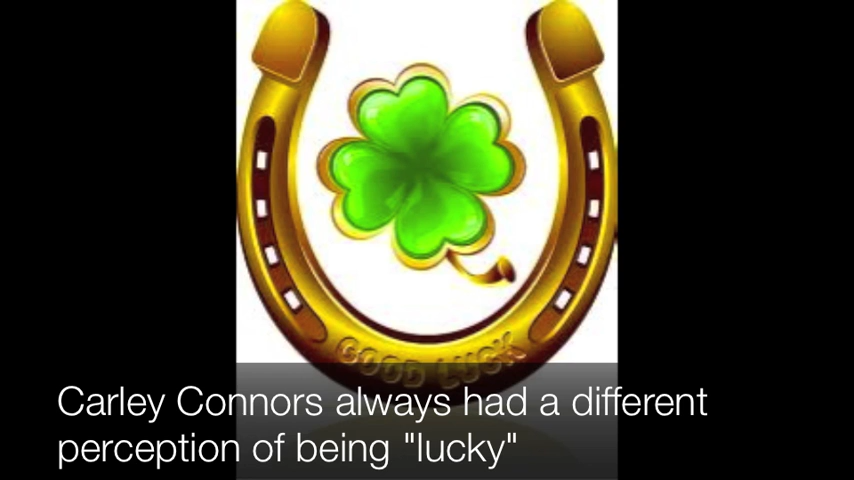 GOOD LUCK
Carley Connors always had a different
perception of being "lucky"